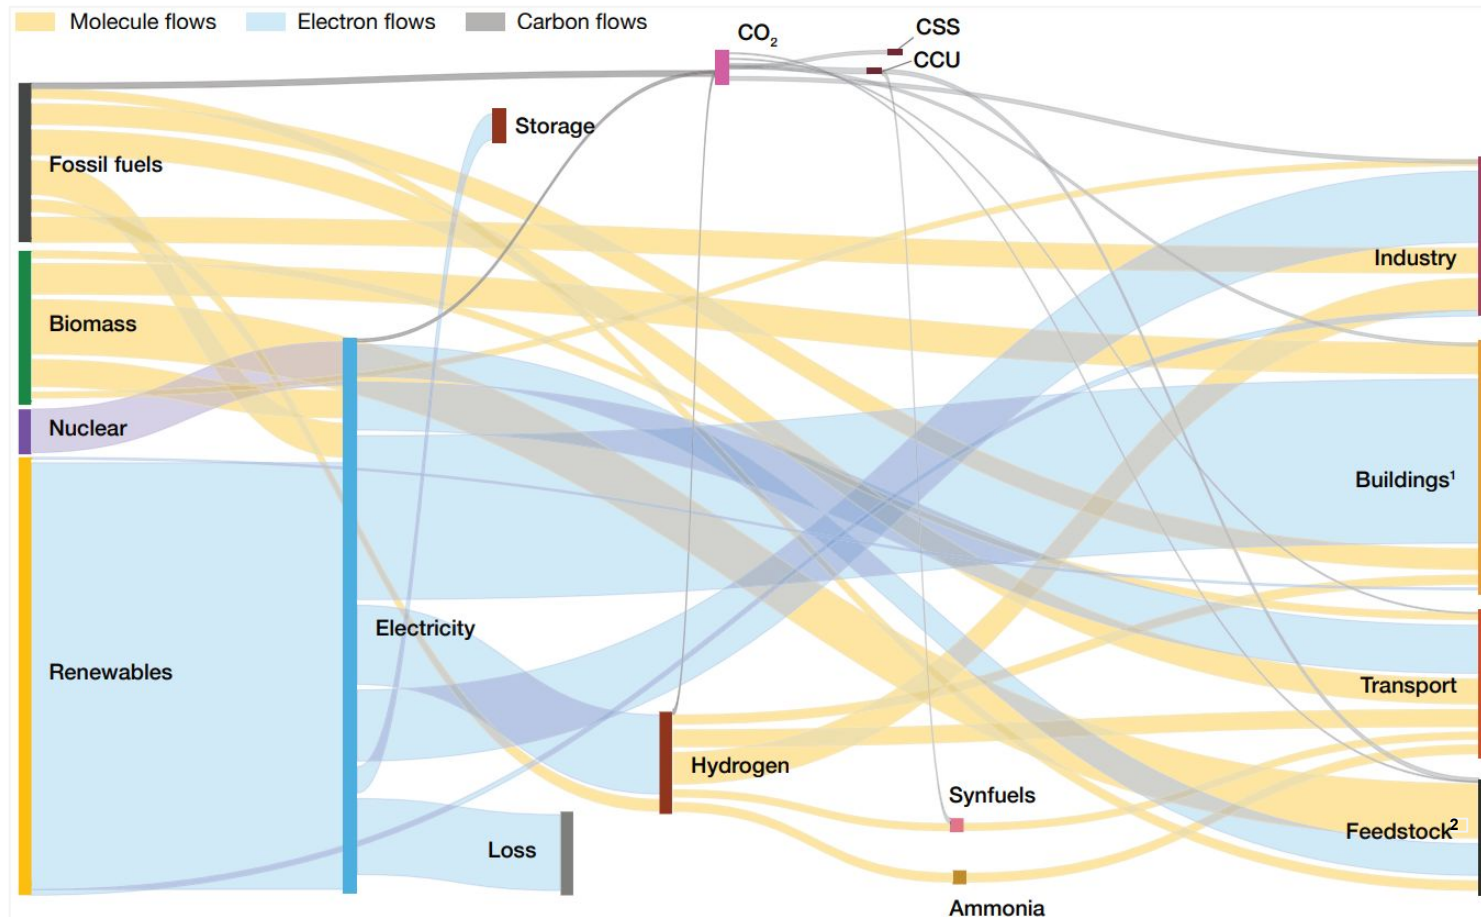 Molecule flows
Electron flows
Carbon flows
CO₂
CSS
CCU
Storage
Fossil fuels
Industry
Biomass
Nuclear
Buildings¹
Electricity
Renewables
Transport
Hydrogen
Synfuels
Feedstock²
Loss
Ammonia